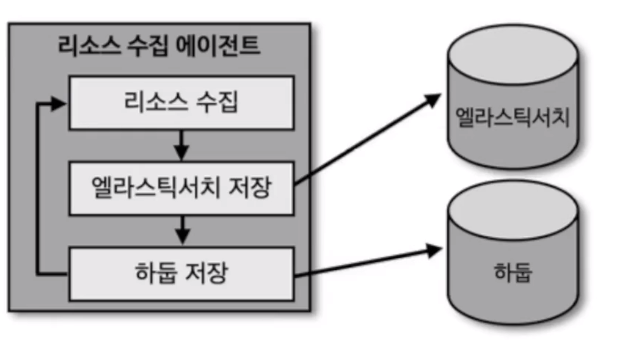 리소스 수집 에이전트
리소스 수집
엘라스틱서치 저장
하둡 저장
엘라스틱서치
하둡